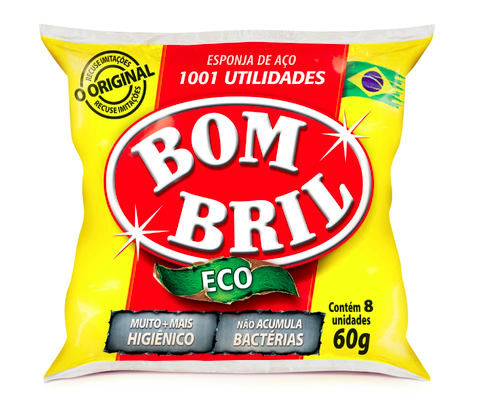 RECUSE IMITAÇÕES
O ORIGINAL
RECUSE IMITAÇÕES
ESPONJA DE AÇO
1001 UTILIDADES
BOM
BRIL
ECO
MUITO + MAIS
HIGIÊNICO
NÃO ACUMULA
BACTÉRIAS
Contém 8
unidades
60g